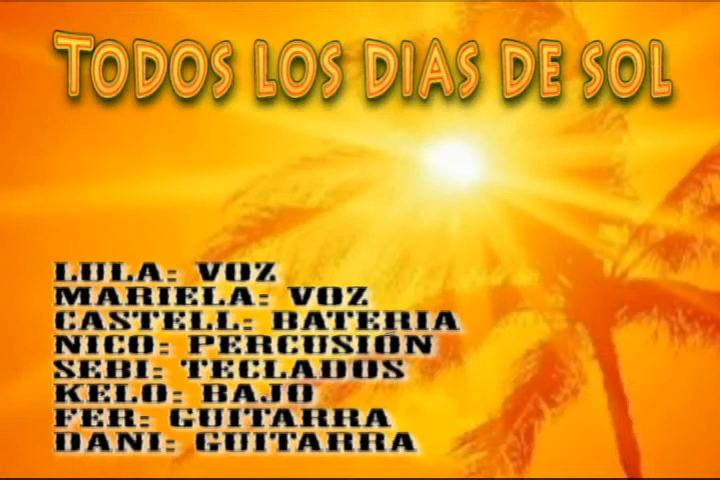 TODOS LOS DIAS DE SOL
LULA: VOZ
MARIELA: VOZ
CASTELL: BATERIA
NICO: PERCUSIÓN
SEBI: TECLADOS
KELO: BAJO
FER: GUITARRA
DANI: GUITARRA